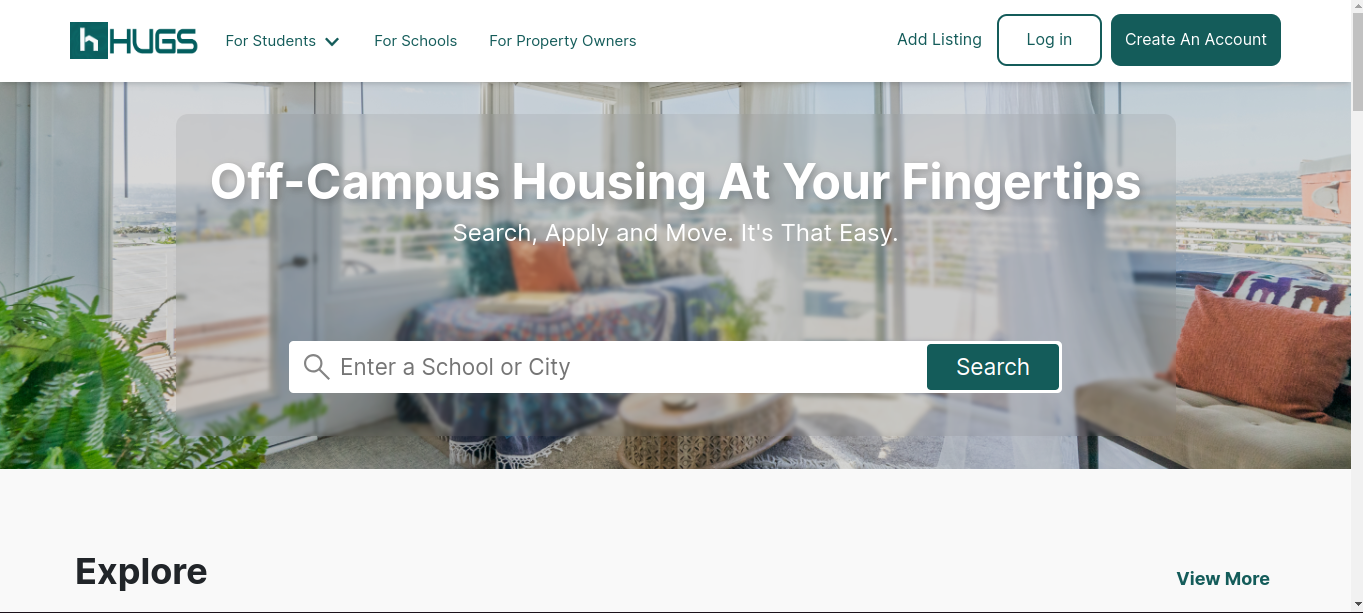 hHUGS
For Students
For Schools
For Property Owners
Add Listing
Log in
Create An Account
Off-Campus Housing At Your Fingertips
Search, Apply and Move. It's That Easy.
Enter a School or City
Search
Explore
View More